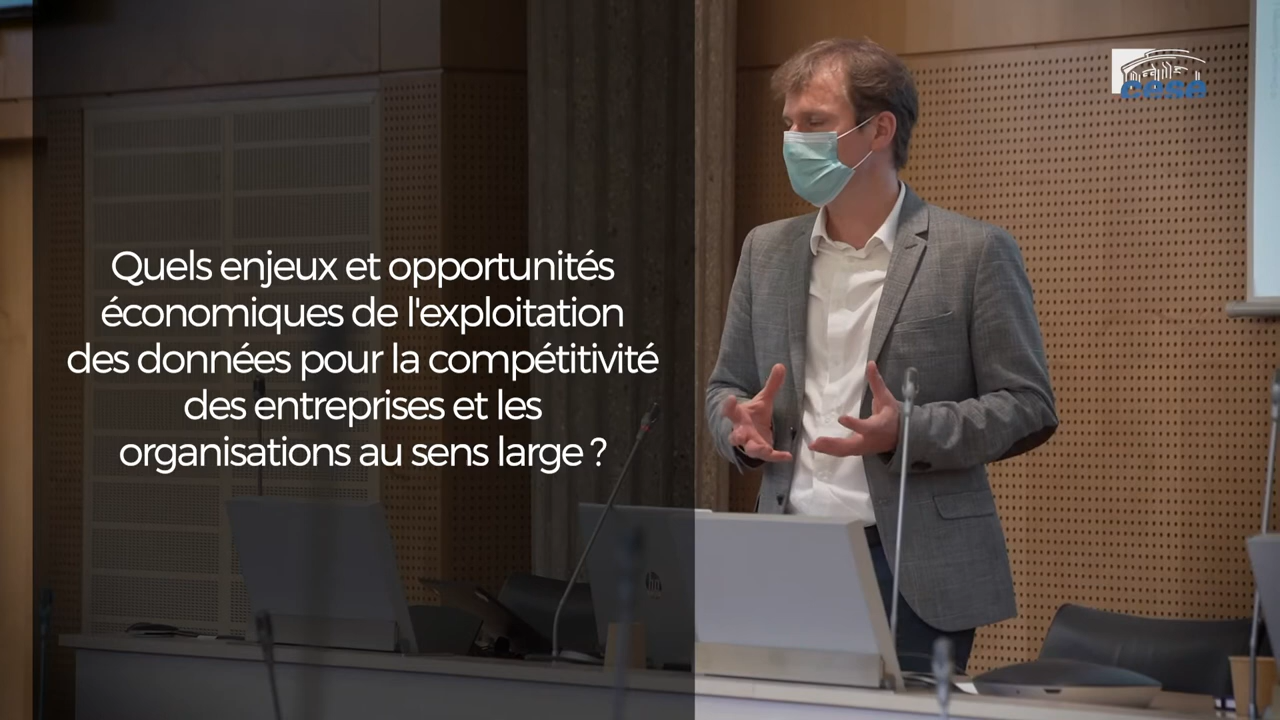 Quels enjeux et opportunités
économiques de l'exploitation
des données pour la compétitivité
des entreprises et les
organisations au sens large ?
CESA
hp